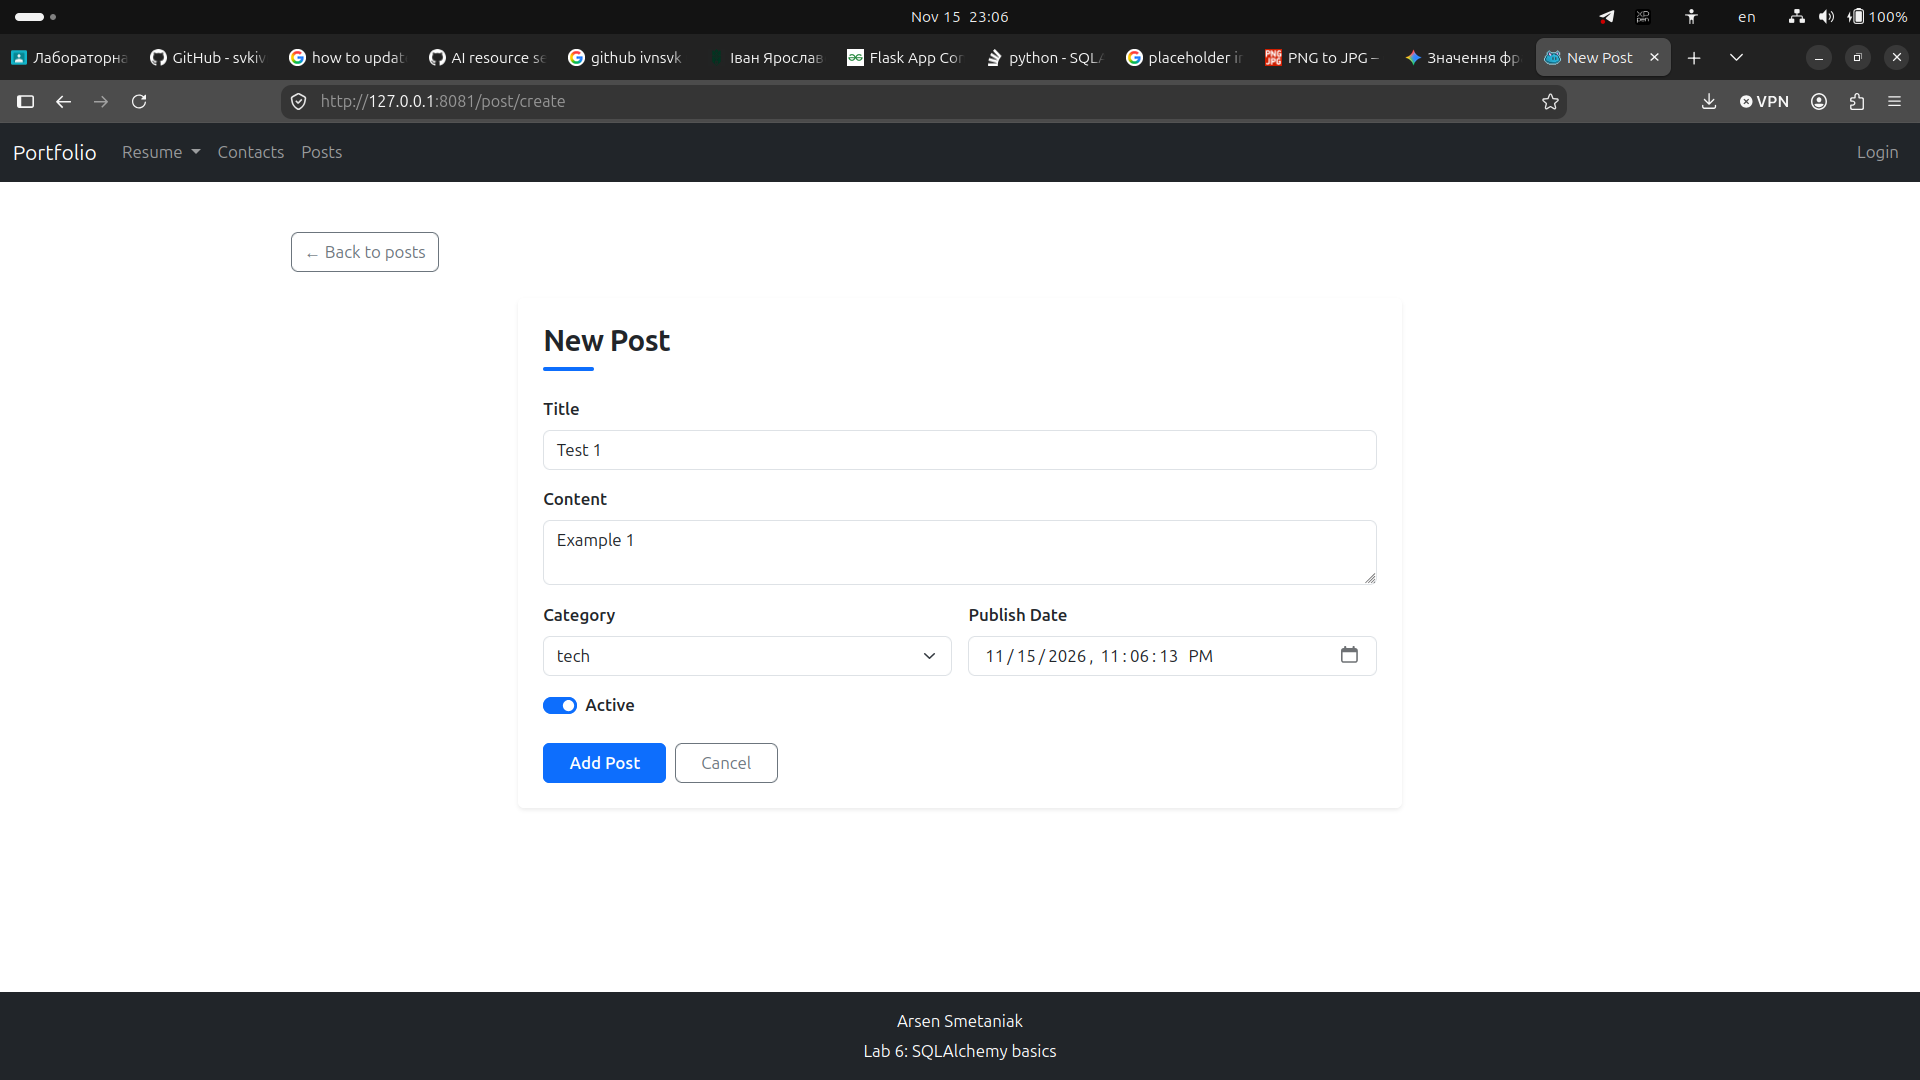 Nov 15 23:06
en
100%
Лабораторна
GitHub - svkiv
how to updat
AI resource se
github ivnsvk
Іван Ярослав
Flask App Cor
python - SQL
placeholder i
PNG to JPG –
Значення фр
New Post
http://127.0.0.1:8081/post/create
VPN
Portfolio
Resume
Contacts
Posts
Login
← Back to posts
New Post
Title
Test 1
Content
Example 1
Category
Publish Date
tech
11/15/2026, 11:06:13 PM
Active
Add Post
Cancel
Arsen Smetaniak
Lab 6: SQLAlchemy basics